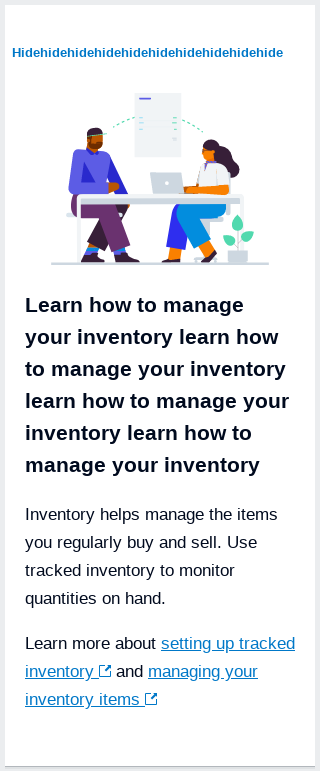 Hidehidehidehidehidehidehidehidehidehide
Learn how to manage
your inventory learn how
to manage your inventory
learn how to manage your
inventory learn how to
manage your inventory
Inventory helps manage the items
you regularly buy and sell. Use
tracked inventory to monitor
quantities on hand.
Learn more about setting up tracked
inventory and managing your
inventory items